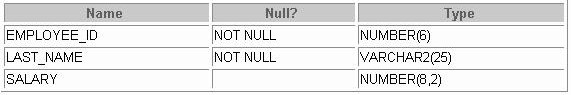 Name Null? Type
EMPLOYEE_ID NOT NULL NUMBER(6)
LAST_NAME NOT NULL VARCHAR2(25)
SALARY NUMBER(8,2)